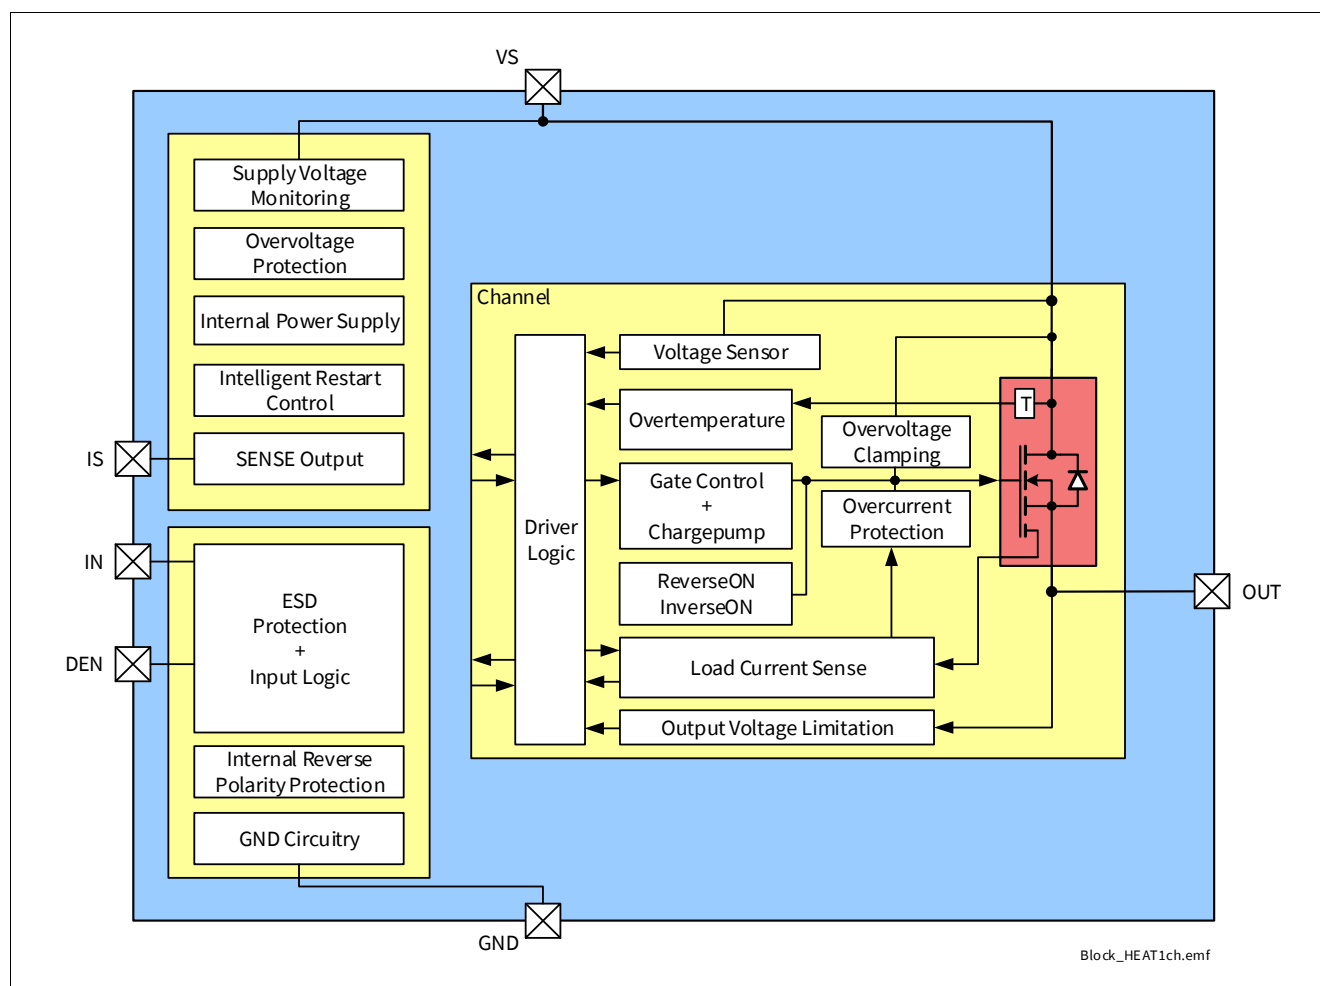 VS
Supply Voltage
Monitoring
Overvoltage
Protection
Internal Power Supply
Intelligent Restart
Control
SENSE Output
IS
IN
DEN
ESD
Protection
+
Input Logic
Internal Reverse
Polarity Protection
GND Circuitry
GND
Channel
Driver
Logic
Voltage Sensor
Overtemperature
Gate Control
+
Chargepump
ReverseON
InverseON
Overvoltage
Clamping
Overcurrent
Protection
Load Current Sense
Output Voltage Limitation
T
OUT
Block_HEAT1ch.emf